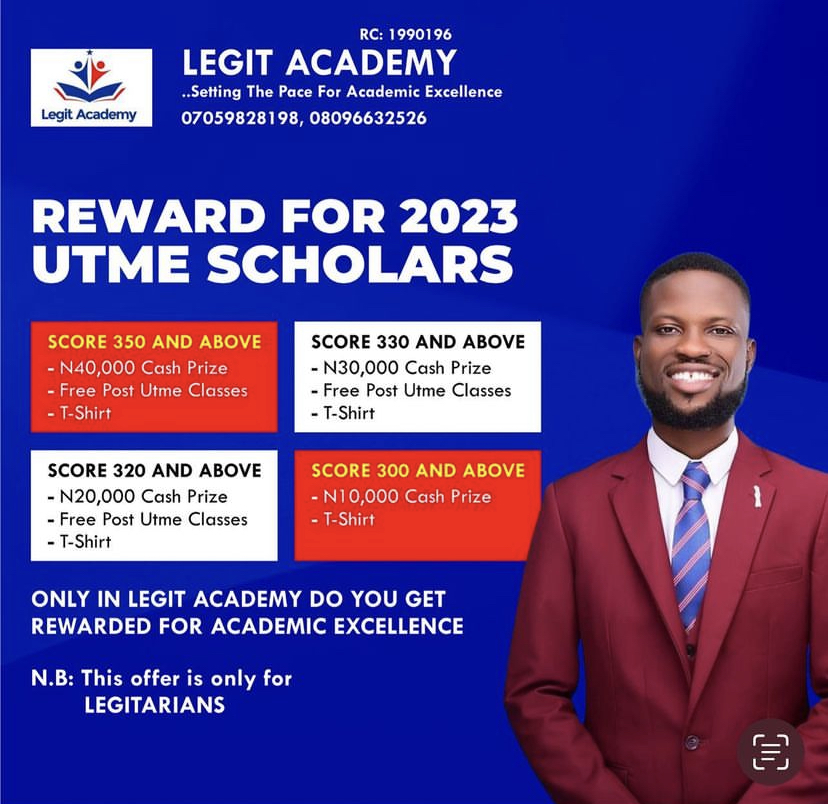 RC: 1990196
LEGIT ACADEMY
..Setting The Pace For Academic Excellence
07059828198, 08096632526
Legit Academy
REWARD FOR 2023
UTME SCHOLARS
SCORE 350 AND ABOVE
- N40,000 Cash Prize
- Free Post Utme Classes
- T-Shirt
SCORE 330 AND ABOVE
- N30,000 Cash Prize
- Free Post Utme Classes
- T-Shirt
SCORE 320 AND ABOVE
- N20,000 Cash Prize
- Free Post Utme Classes
- T-Shirt
SCORE 300 AND ABOVE
- N10,000 Cash Prize
- T-Shirt
ONLY IN LEGIT ACADEMY DO YOU GET
REWARDED FOR ACADEMIC EXCELLENCE
N.B: This offer is only for
LEGITARIANS